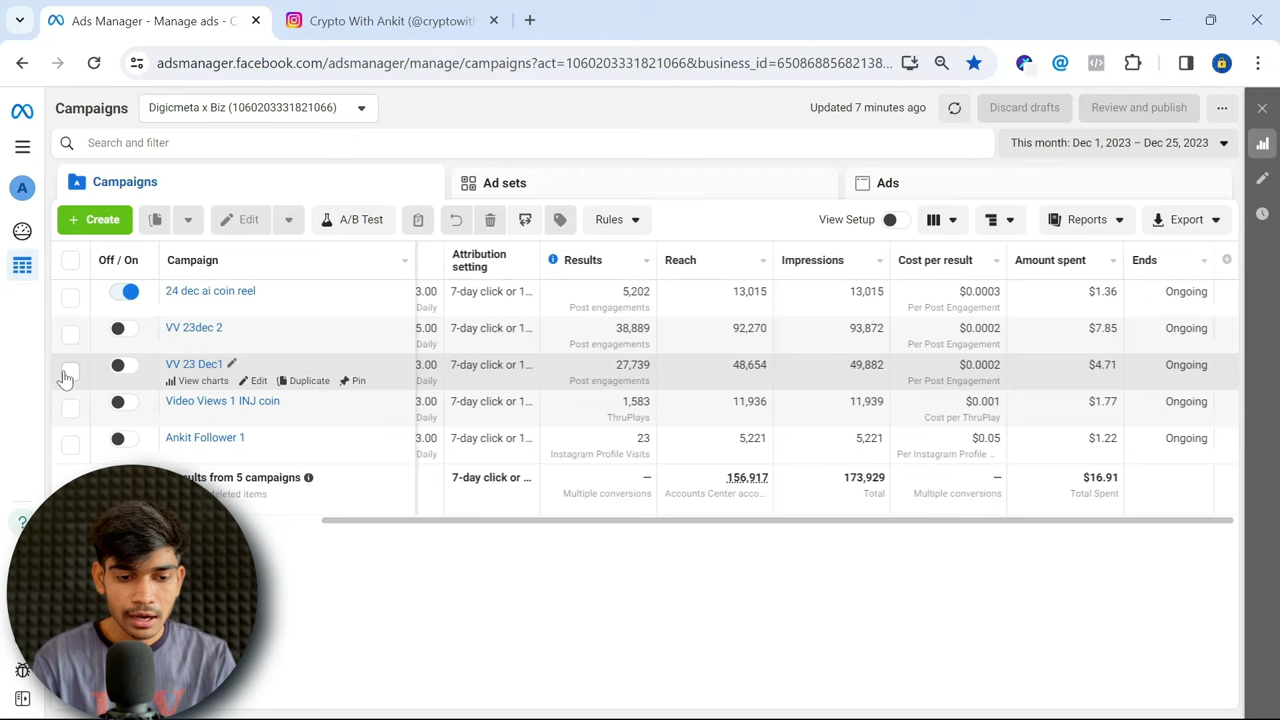 Ads Manager - Manage ads - C
Crypto With Ankit (@cryptowith
adsmanager.facebook.com/adsmanager/manage/campaigns?act=1060203331821066&business_id=65086885682138...
Campaigns
Digicmeta x Biz (1060203331821066)
Updated 7 minutes ago
Discard drafts
Review and publish
Search and filter
This month: Dec 1, 2023 – Dec 25, 2023
A
Campaigns
Ad sets
Ads
+ Create
Edit
A/B Test
Rules
View Setup
Reports
Export
Off / On
Campaign
Attribution
setting
Results
Reach
Impressions
Cost per result
Amount spent
Ends
24 dec ai coin reel
3.00
Daily
7-day click or 1...
5,202
Post engagements
13,015
13,015
$0.0003
Per Post Engagement
$1.36
Ongoing
VV 23dec 2
5.00
Daily
7-day click or 1...
38,889
Post engagements
92,270
93,872
$0.0002
Per Post Engagement
$7.85
Ongoing
VV 23 Dec1
View charts Edit Duplicate Pin
3.00
Daily
7-day click or 1...
27,739
Post engagements
48,654
49,882
$0.0002
Per Post Engagement
$4.71
Ongoing
Video Views 1 INJ coin
3.00
Daily
7-day click or 1...
1,583
ThruPlays
11,936
11,939
$0.001
Cost per ThruPlay
$1.77
Ongoing
Ankit Follower 1
3.00
Daily
7-day click or 1...
23
Instagram Profile Visits
5,221
5,221
$0.05
Per Instagram Profile ...
$1.22
Ongoing
from 5 campaigns
items
7-day click or ...
—
Multiple conversions
156,917
Accounts Center acco...
173,929
Total
—
Multiple conversions
$16.91
Total Spent